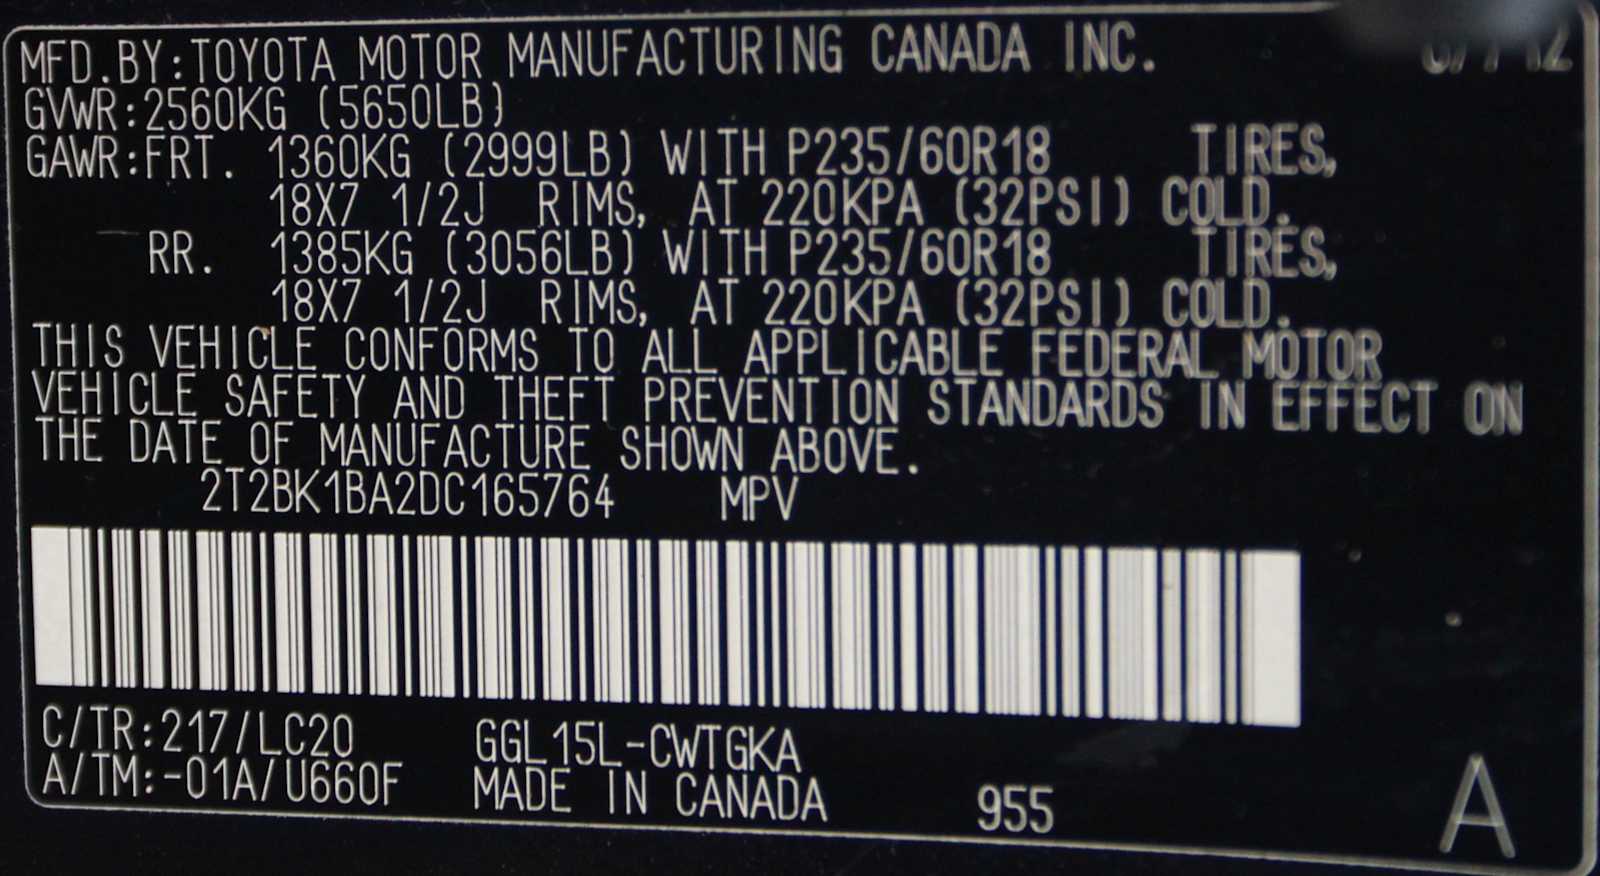 MFD.BY:TOYOTA MOTOR MANUFACTURING CANADA INC.
GVWR:2560KG (5650LB)
GAWR:FRT. 1360KG (2999LB) WITH P235/60R18 TIRES,
18X7 1/2J RIMS, AT 220KPA (32PSI) COLD.
RR. 1385KG (3056LB) WITH P235/60R18 TIRES,
18X7 1/2J RIMS, AT 220KPA (32PSI) COLD.
THIS VEHICLE CONFORMS TO ALL APPLICABLE FEDERAL MOTOR
VEHICLE SAFETY AND THEFT PREVENTION STANDARDS IN EFFECT ON
THE DATE OF MANUFACTURE SHOWN ABOVE.
2T2BK1BA2DC165764 MPV
C/TR:217/LC20 GGL15L-CWTGKA
A/TM:-01A/U660F MADE IN CANADA 955 A